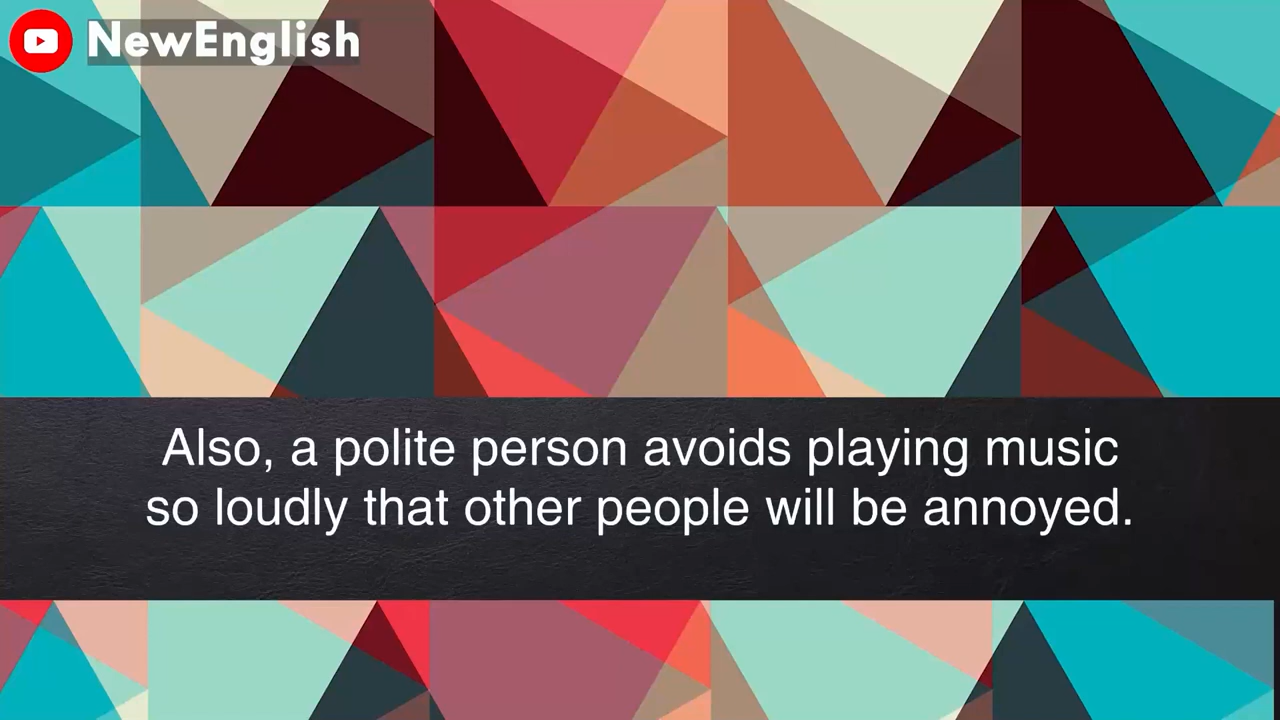 NewEnglish
Also, a polite person avoids playing music
so loudly that other people will be annoyed.